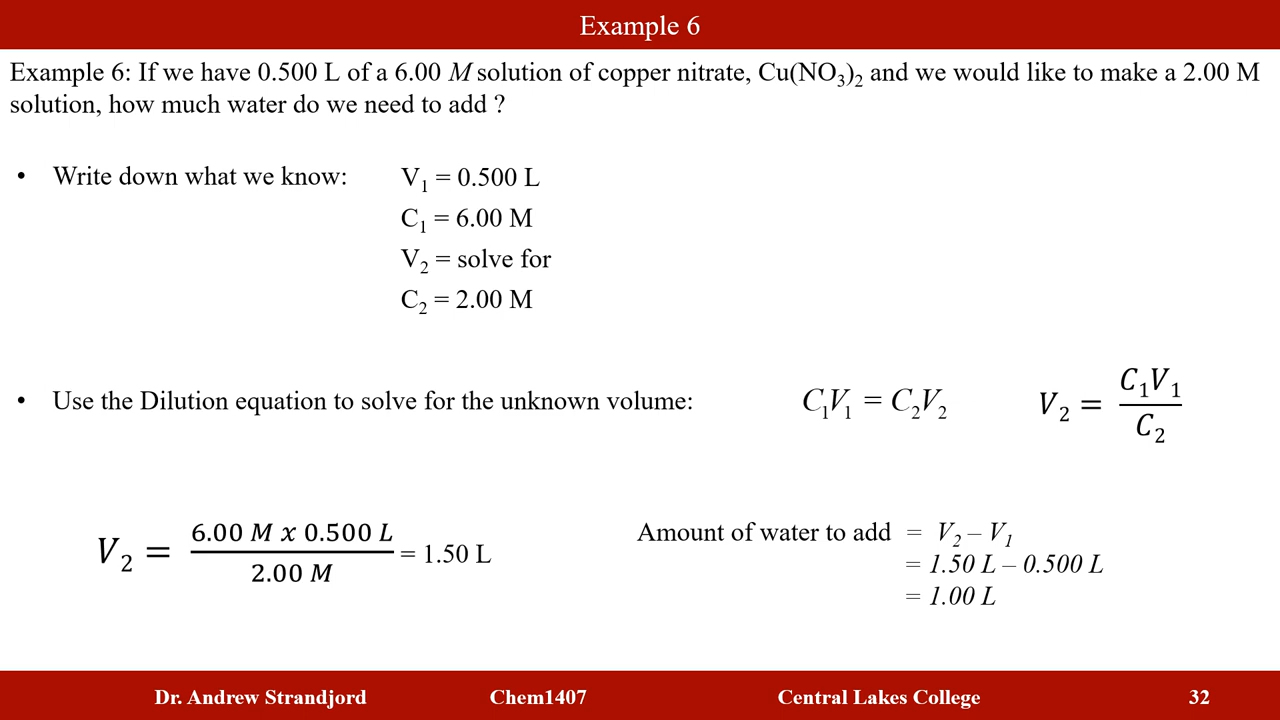 Example 6
Example 6: If we have 0.500 L of a 6.00 M solution of copper nitrate, Cu(NO₃)₂ and we would like to make a 2.00 M
solution, how much water do we need to add ?
• Write down what we know: V₁ = 0.500 L
C₁ = 6.00 M
V₂ = solve for
C₂ = 2.00 M
• Use the Dilution equation to solve for the unknown volume: C₁V₁ = C₂V₂ V₂ = C₁V₁ / C₂
V₂ = 6.00 M x 0.500 L / 2.00 M = 1.50 L
Amount of water to add = V₂ – V₁
= 1.50 L – 0.500 L
= 1.00 L
Dr. Andrew Strandjord Chem1407 Central Lakes College 32